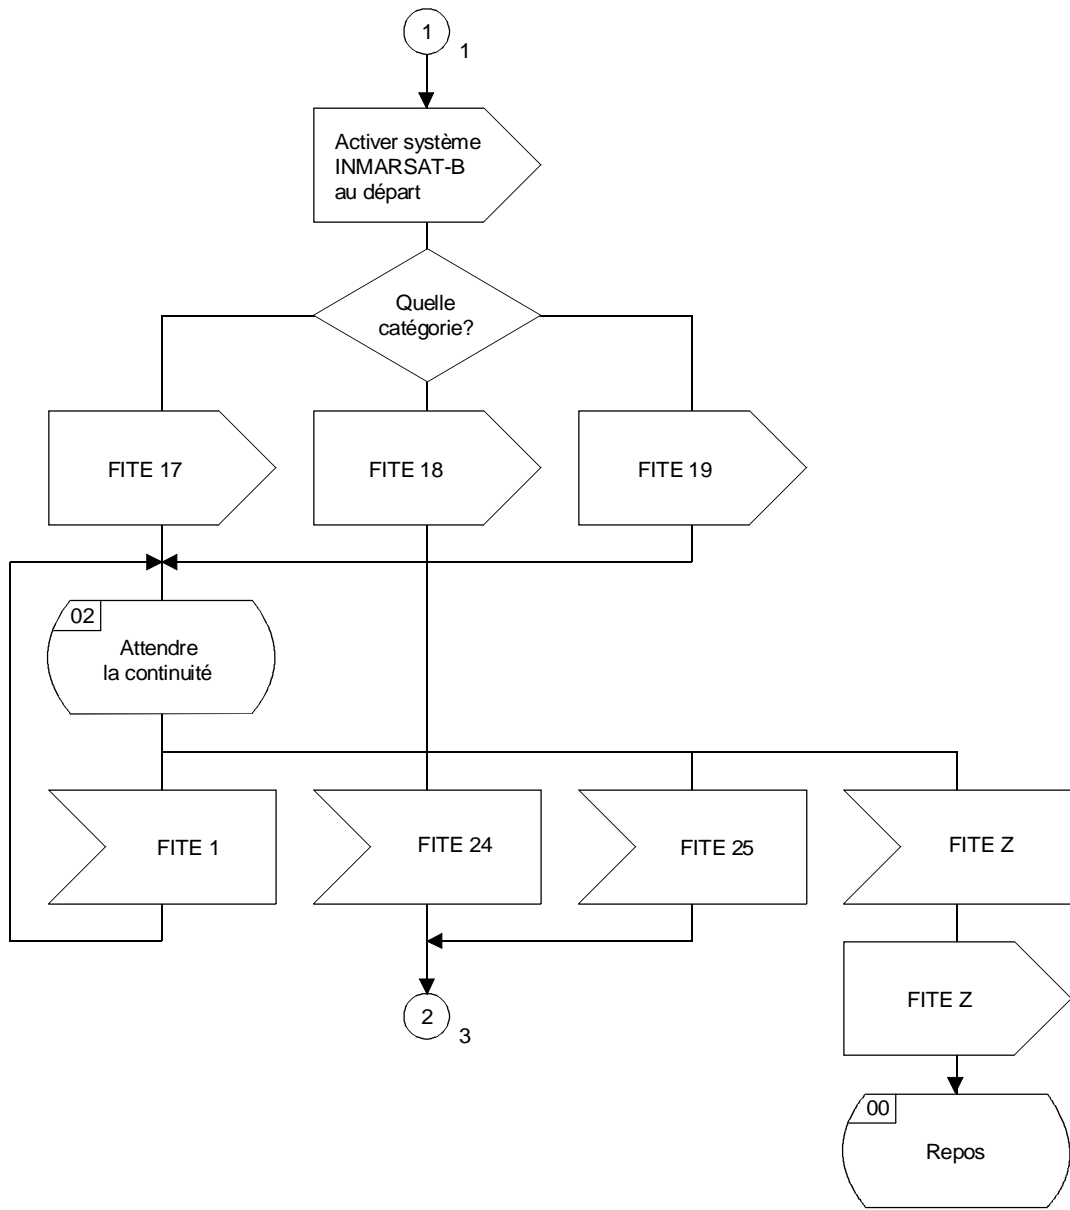 1
1
Activer système
INMARSAT-B
au départ
Quelle
catégorie?
FITE 17
FITE 18
FITE 19
02
Attendre
la continuité
FITE 1
FITE 24
FITE 25
FITE Z
FITE Z
2
3
00
Repos